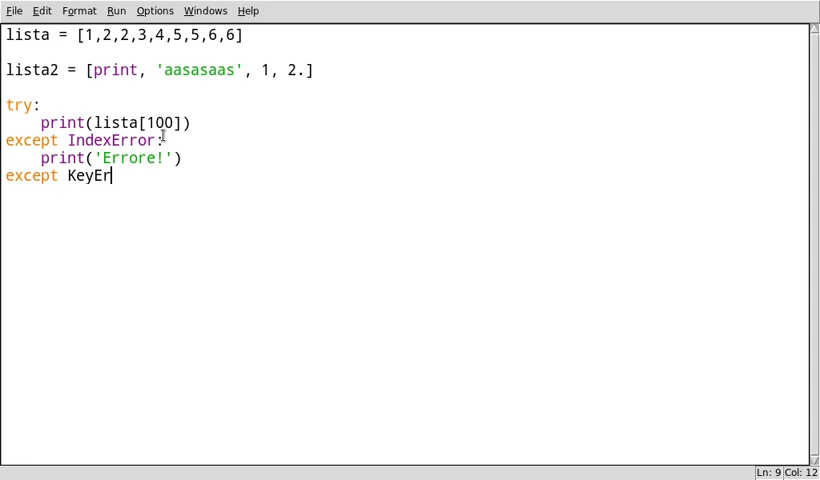 File Edit Format Run Options Windows Help
lista = [1,2,2,3,4,5,5,6,6]
lista2 = [print, 'aasasaas', 1, 2.]
try:
    print(lista[100])
except IndexError:
    print('Errore!')
except KeyEr
Ln: 9 Col: 12